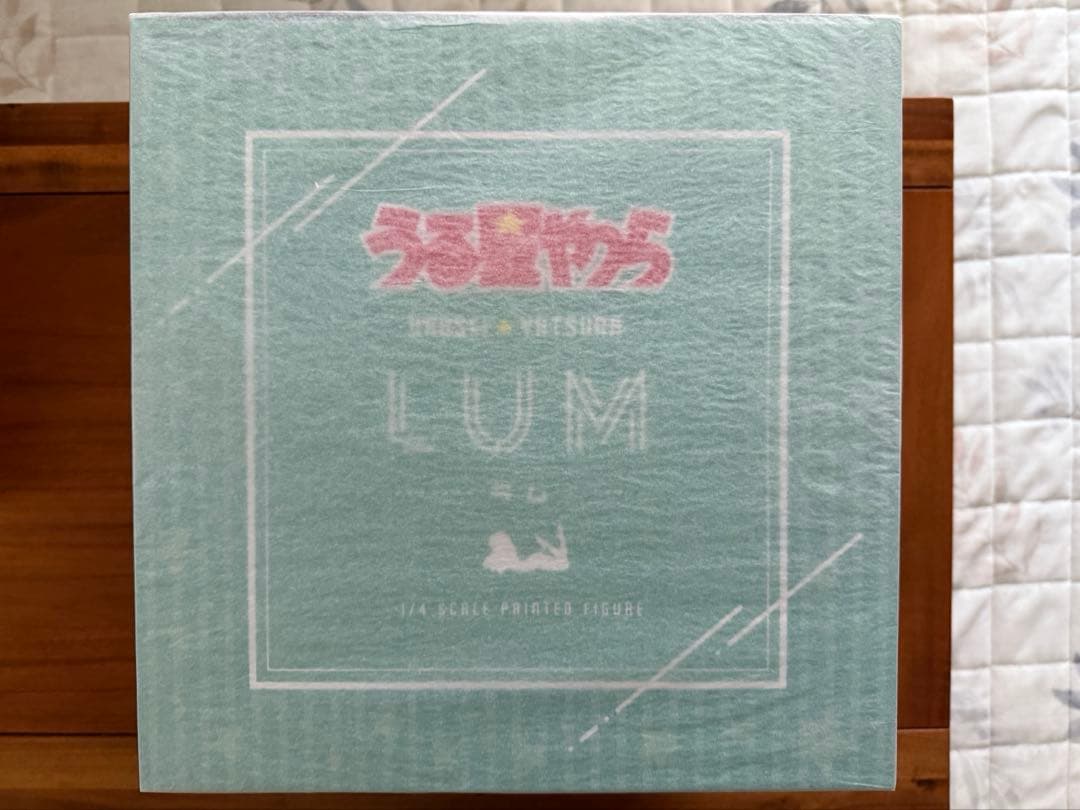 うる星やつら
URUSEI★YATSURA
LUM
ラム
1/4 SCALE PAINTED FIGURE